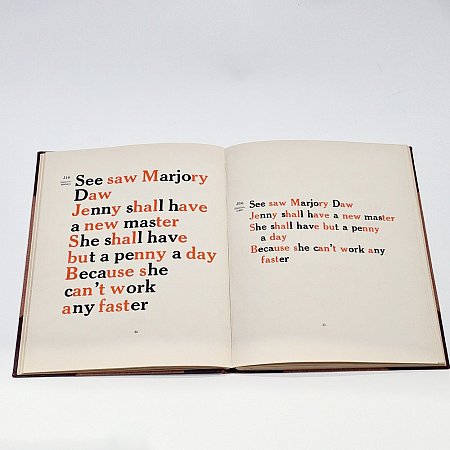 See saw Marjory
Daw
Jenny shall have
a new master
She shall have
but a penny a day
Because she
can't work
any faster
See saw Marjory Daw
Jenny shall have a new master
She shall have but a penny
a day
Because she can't work any
faster